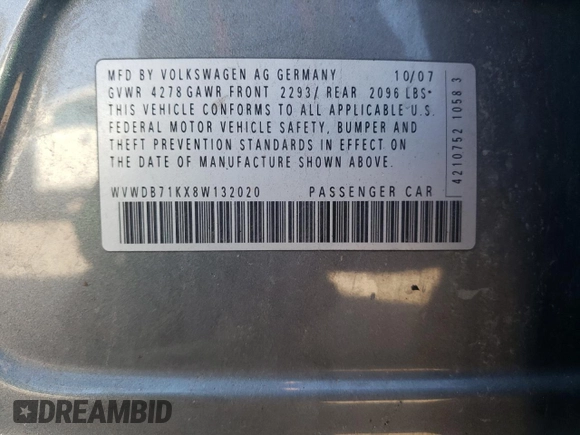 MFD BY VOLKSWAGEN AG GERMANY 10/07
GVWR 4278 GAWR FRONT 2293/ REAR 2096 LBS-
THIS VEHICLE CONFORMS TO ALL APPLICABLE U.S.
FEDERAL MOTOR VEHICLE SAFETY, BUMPER AND
THEFT PREVENTION STANDARDS IN EFFECT ON
THE DATE OF MANUFACTURE SHOWN ABOVE.
WVWDB71KX8W132020 PASSENGER CAR
4210752 1058 3
DREAMBID